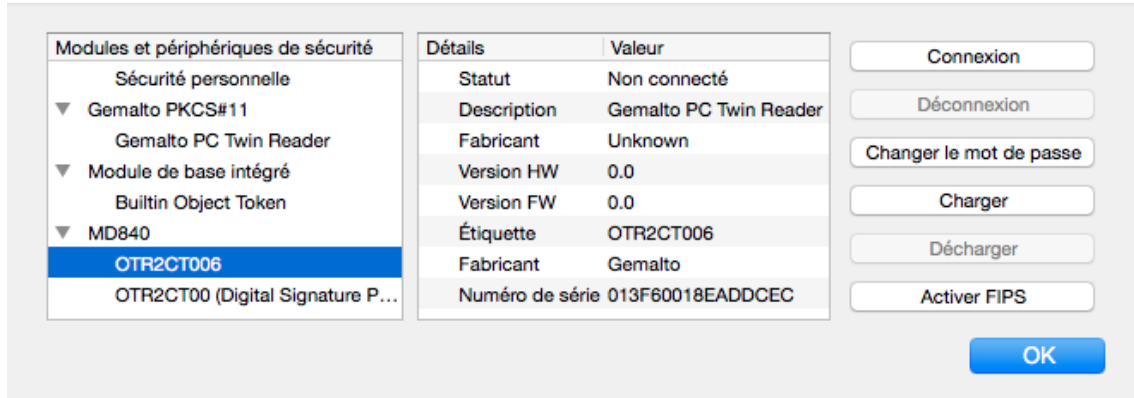 Modules et périphériques de sécurité
Sécurité personnelle
Gemalto PKCS#11
Gemalto PC Twin Reader
Module de base intégré
Builtin Object Token
MD840
OTR2CT006
OTR2CT00 (Digital Signature P...
Détails Valeur
Statut Non connecté
Description Gemalto PC Twin Reader
Fabricant Unknown
Version HW 0.0
Version FW 0.0
Étiquette OTR2CT006
Fabricant Gemalto
Numéro de série 013F60018EADDCEC
Connexion
Déconnexion
Changer le mot de passe
Charger
Décharger
Activer FIPS
OK